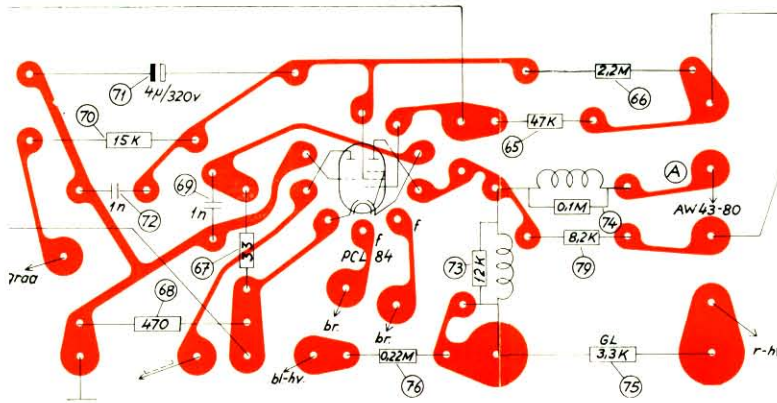 71
4µ/320v
2,2M
66
70
15K
47K
65
69
1n
72
1n
A
0,1M
74
AW43-80
67
3,3
f
f
PCL 84
73
12K
8,2K
79
graa
68
470
br.
br.
GL
3,3K
75
bl-hv.
0,22M
76